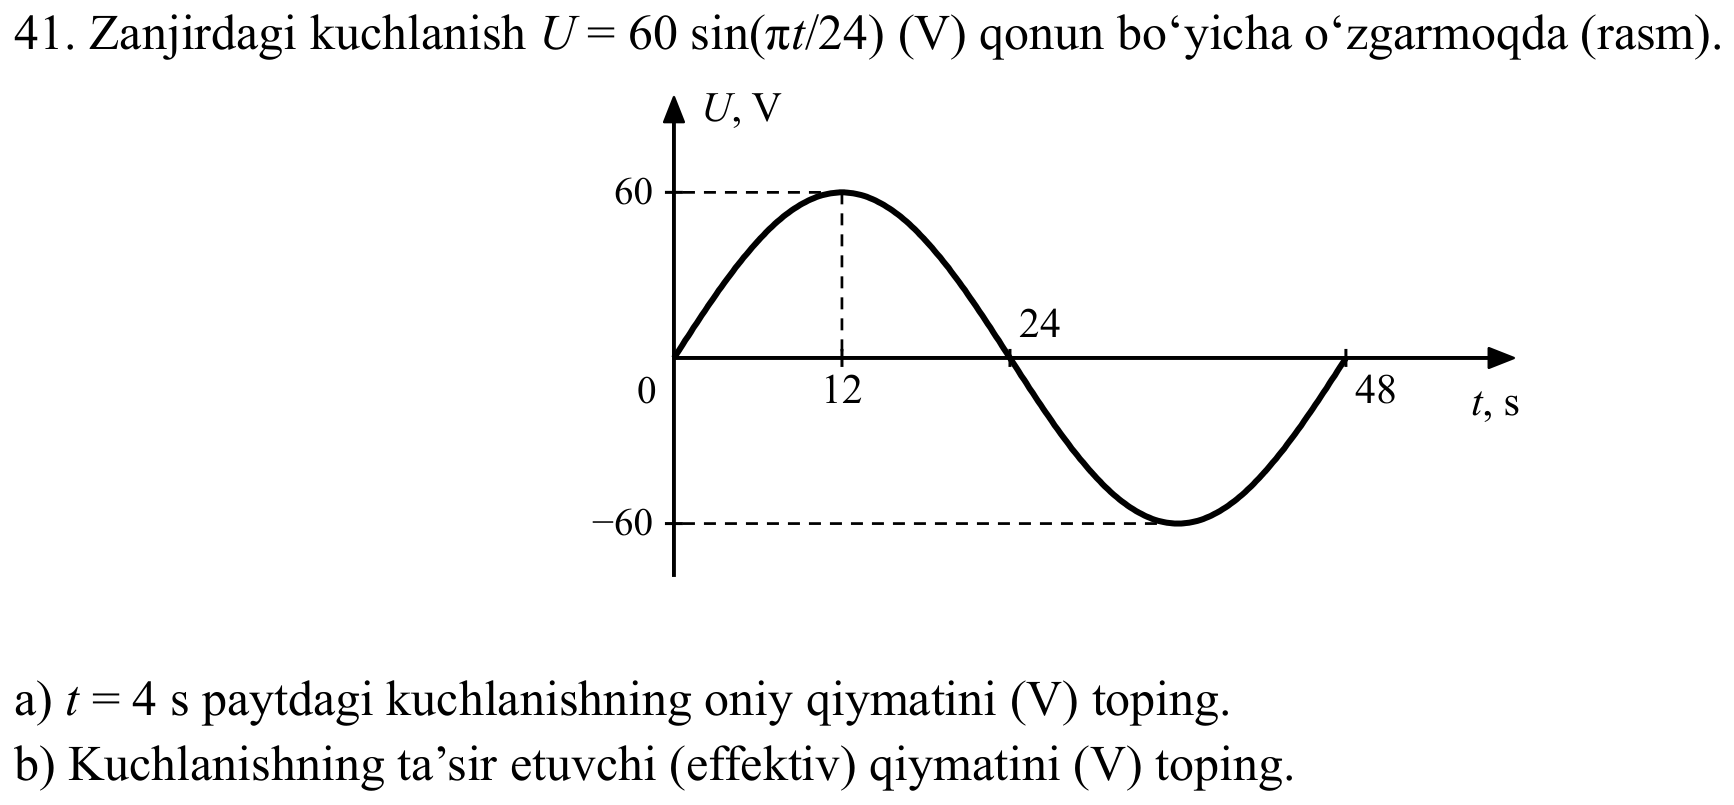 41. Zanjirdagi kuchlanish U = 60 sin(πt/24) (V) qonun bo‘yicha o‘zgarmoqda (rasm).
U, V
60
24
0
12
48
t, s
−60
a) t = 4 s paytdagi kuchlanishning oniy qiymatini (V) toping.
b) Kuchlanishning ta’sir etuvchi (effektiv) qiymatini (V) toping.